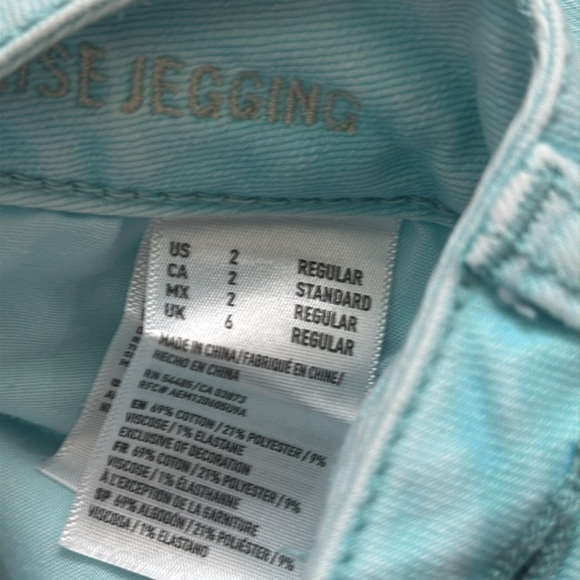 ISE JEGGING
US 2 REGULAR
CA 2 STANDARD
MX 2 REGULAR
UK 6 REGULAR
MADE IN CHINA/FABRIQUÉ EN CHINE/
HECHO EN CHINA
RN 54485/CA 03873
RFC# AEM120605U9A
EN 69% COTTON/21% POLYESTER/9%
VISCOSE/1% ELASTANE
EXCLUSIVE OF DECORATION
FR 69% COTON/21% POLYESTER/9%
VISCOSE/1% ÉLASTHANNE
À L'EXCEPTION DE LA GARNITURE
SP 69% ALGODÓN/21% POLIÉSTER/9%
VISCOSA/1% ELASTANO